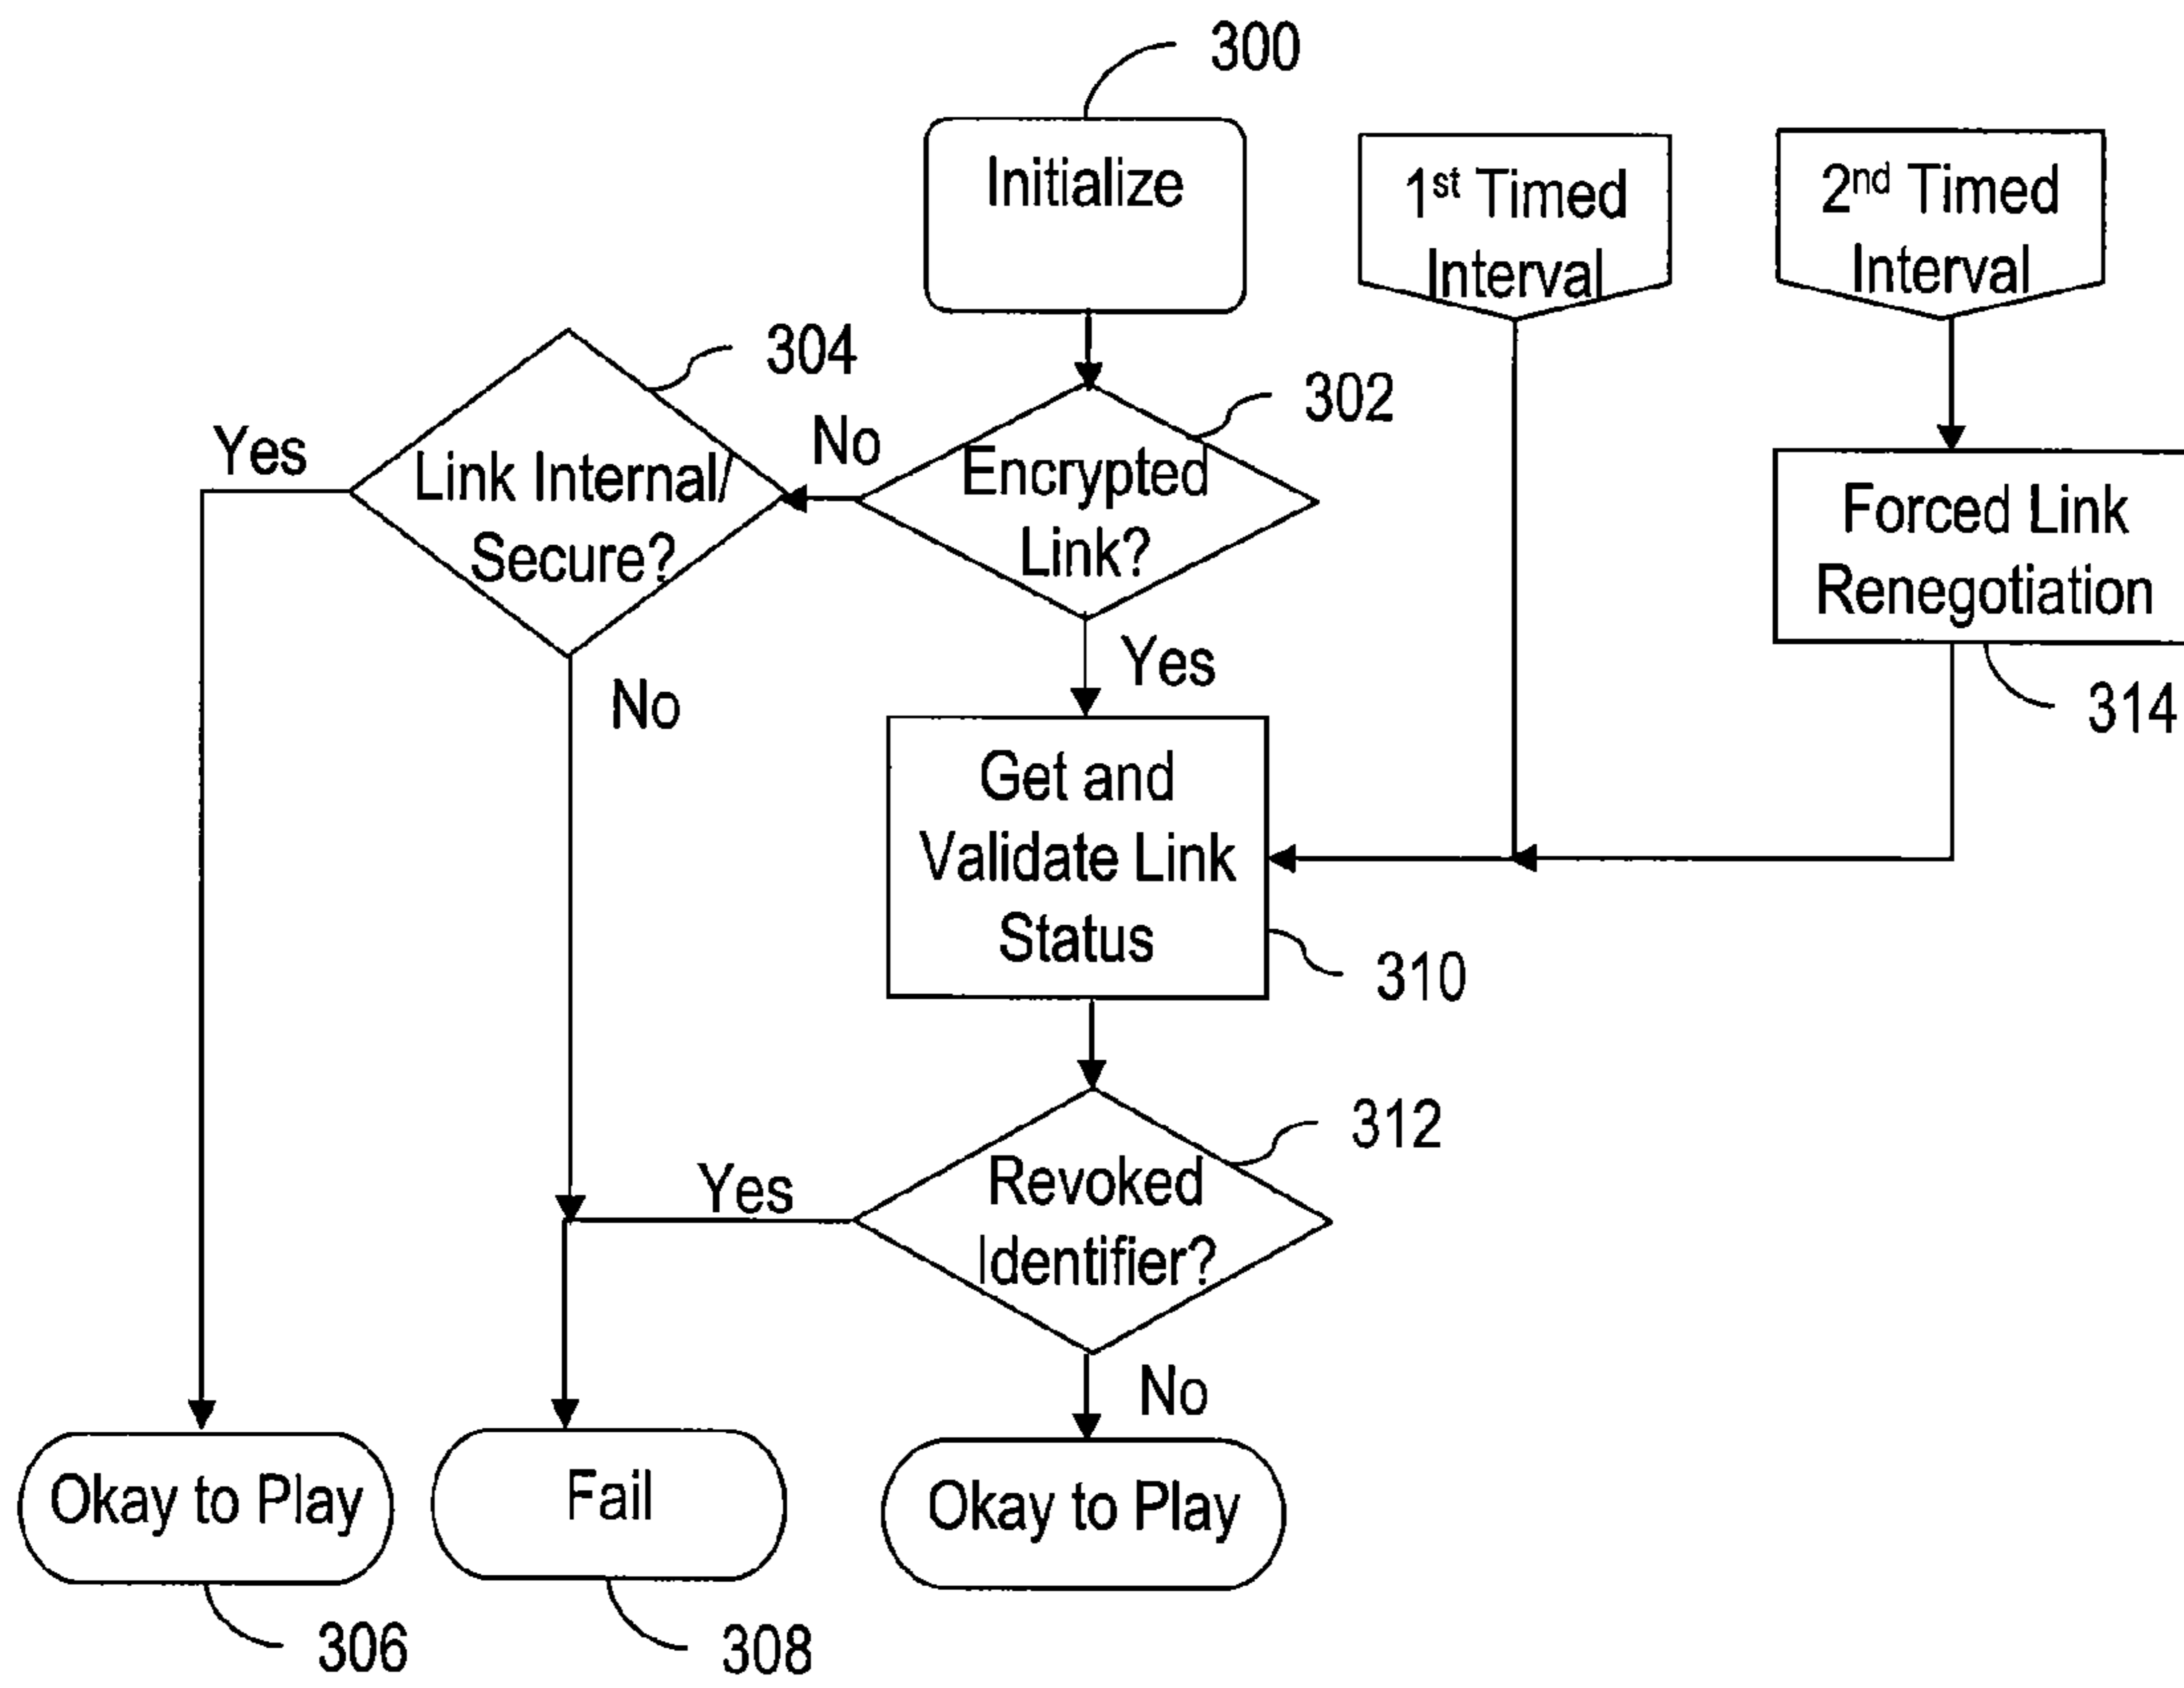 300
Initialize
1st Timed
Interval
2nd Timed
Interval
304
302
Yes
No
Link Internal/
Secure?
Encrypted
Link?
Forced Link
Renegotiation
314
No
Yes
Get and
Validate Link
Status
310
312
Yes
Revoked
Identifier?
No
Okay to Play
Fail
Okay to Play
306
308